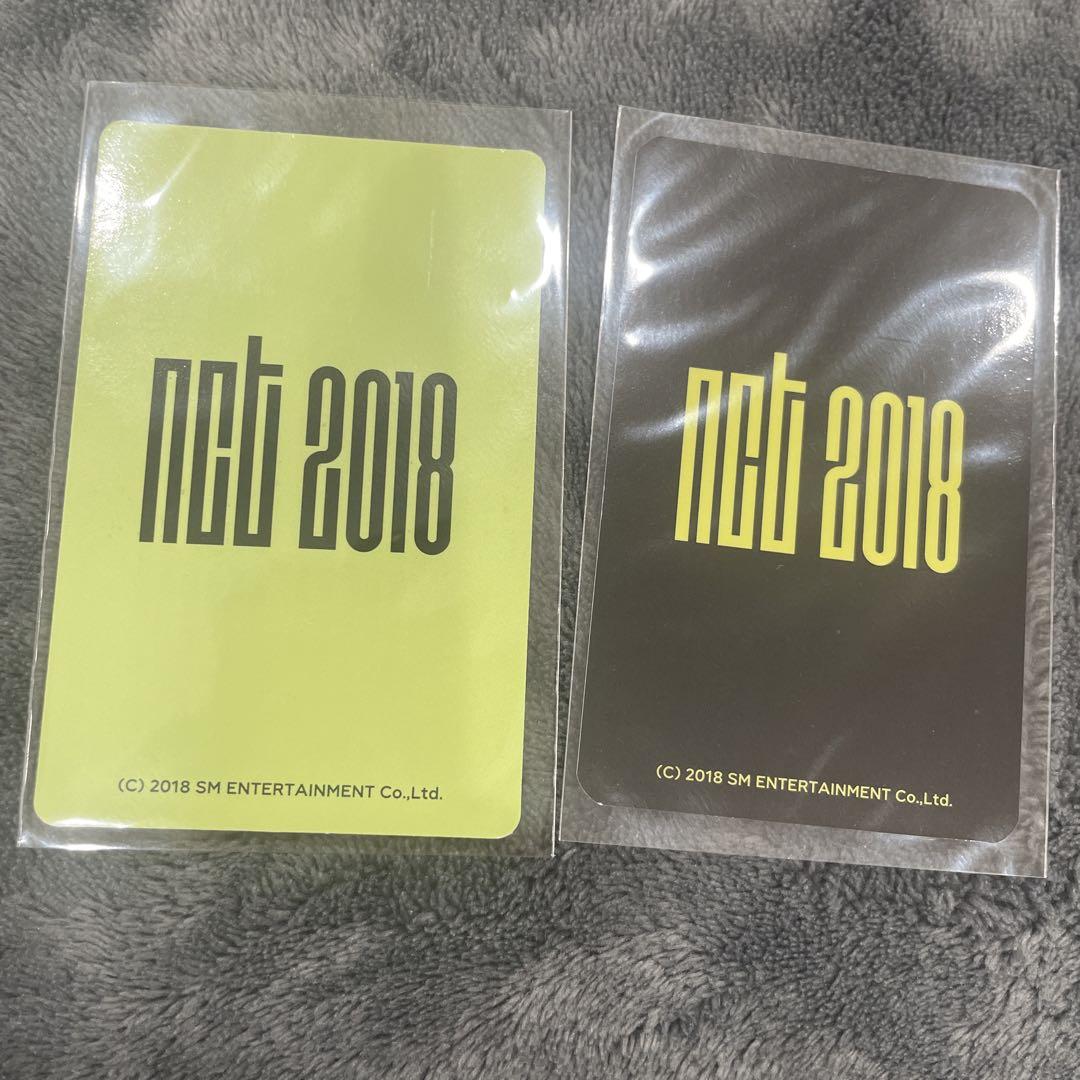 nct 2018
(C) 2018 SM ENTERTAINMENT Co.,Ltd.
nct 2018
(C) 2018 SM ENTERTAINMENT Co.,Ltd.